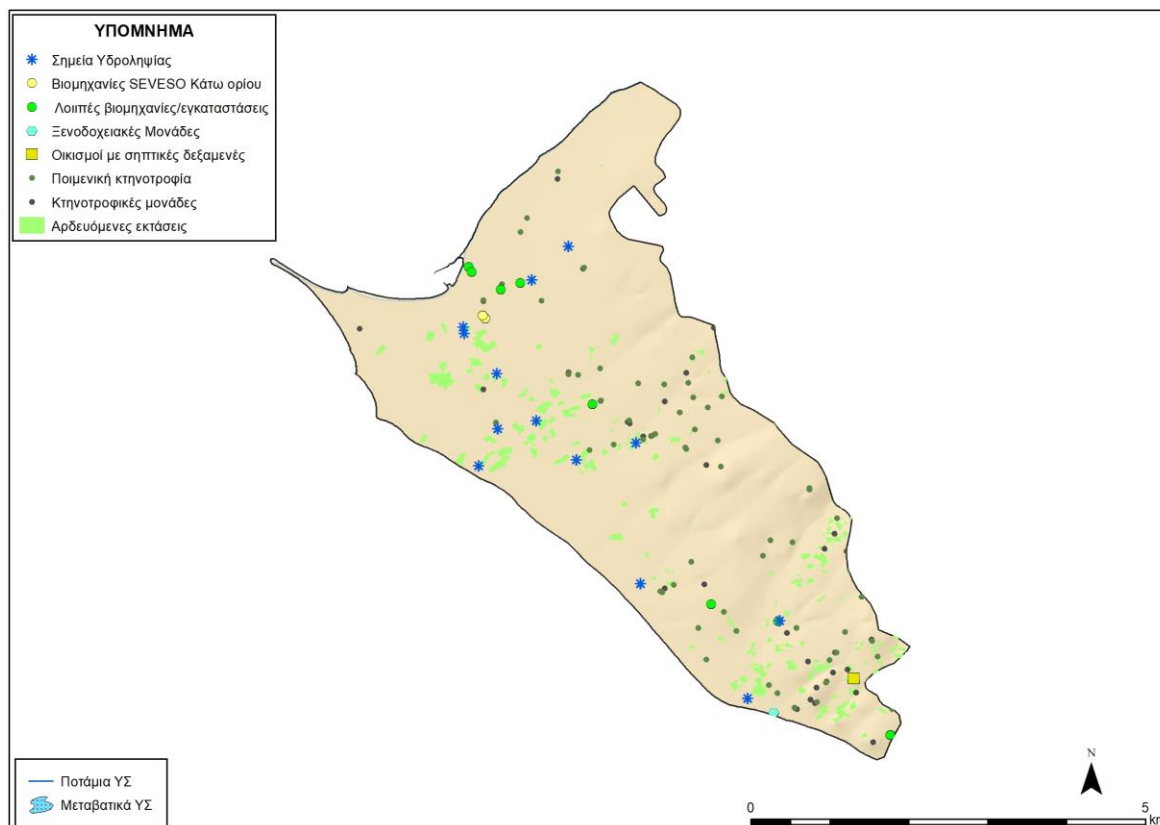 ΥΠΟΜΝΗΜΑ
Σημεία Υδροληψίας
Βιομηχανίες SEVESO Κάτω ορίου
Λοιπές βιομηχανίες/εγκαταστάσεις
Ξενοδοχειακές Μονάδες
Οικισμοί με σηπτικές δεξαμενές
Ποιμενική κτηνοτροφία
Κτηνοτροφικές μονάδες
Αρδευόμενες εκτάσεις
Ποτάμια ΥΣ
Μεταβατικά ΥΣ
N
0 5
km